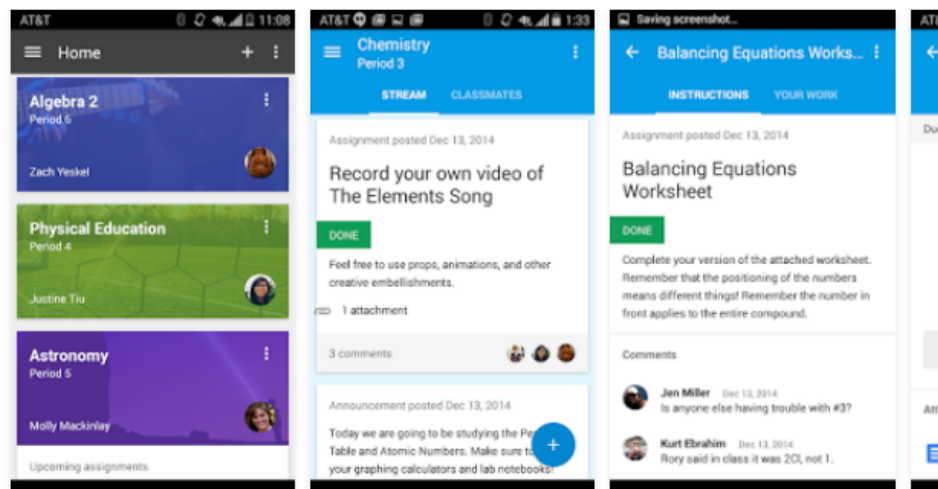 AT&T
11:08
Home
Algebra 2
Period 6
Zach Yeskel
Physical Education
Period 4
Justine Tiu
Astronomy
Period 5
Molly Mackinlay
Upcoming assignments
AT&T
1:33
Chemistry
Period 3
STREAM CLASSMATES
Assignment posted Dec 13, 2014
Record your own video of
The Elements Song
DONE
Feel free to use props, animations, and other
creative embellishments.
1 attachment
3 comments
Announcement posted Dec 13, 2014
Today we are going to be studying the
Table and Atomic Numbers. Make sure to
your graphing calculators and lab notebooks!
Saving screenshot...
Balancing Equations Works...
INSTRUCTIONS YOUR WORK
Assignment posted Dec 13, 2014
Balancing Equations
Worksheet
DONE
Complete your version of the attached worksheet.
Remember that the positioning of the numbers
means different things! Remember the number in
front applies to the entire compound.
Comments
Jen Miller Dec 13, 2014
Is anyone else having trouble with #3?
Kurt Ebrahim Dec 13, 2014
Rory said in class it was 2Cl, not 1.